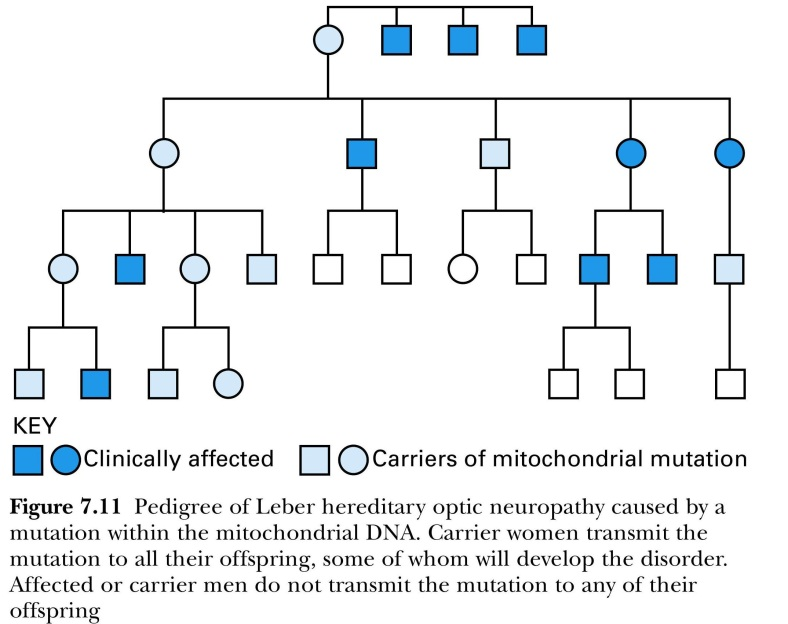 KEY
Clinically affected Carriers of mitochondrial mutation
Figure 7.11 Pedigree of Leber hereditary optic neuropathy caused by a
mutation within the mitochondrial DNA. Carrier women transmit the
mutation to all their offspring, some of whom will develop the disorder.
Affected or carrier men do not transmit the mutation to any of their
offspring